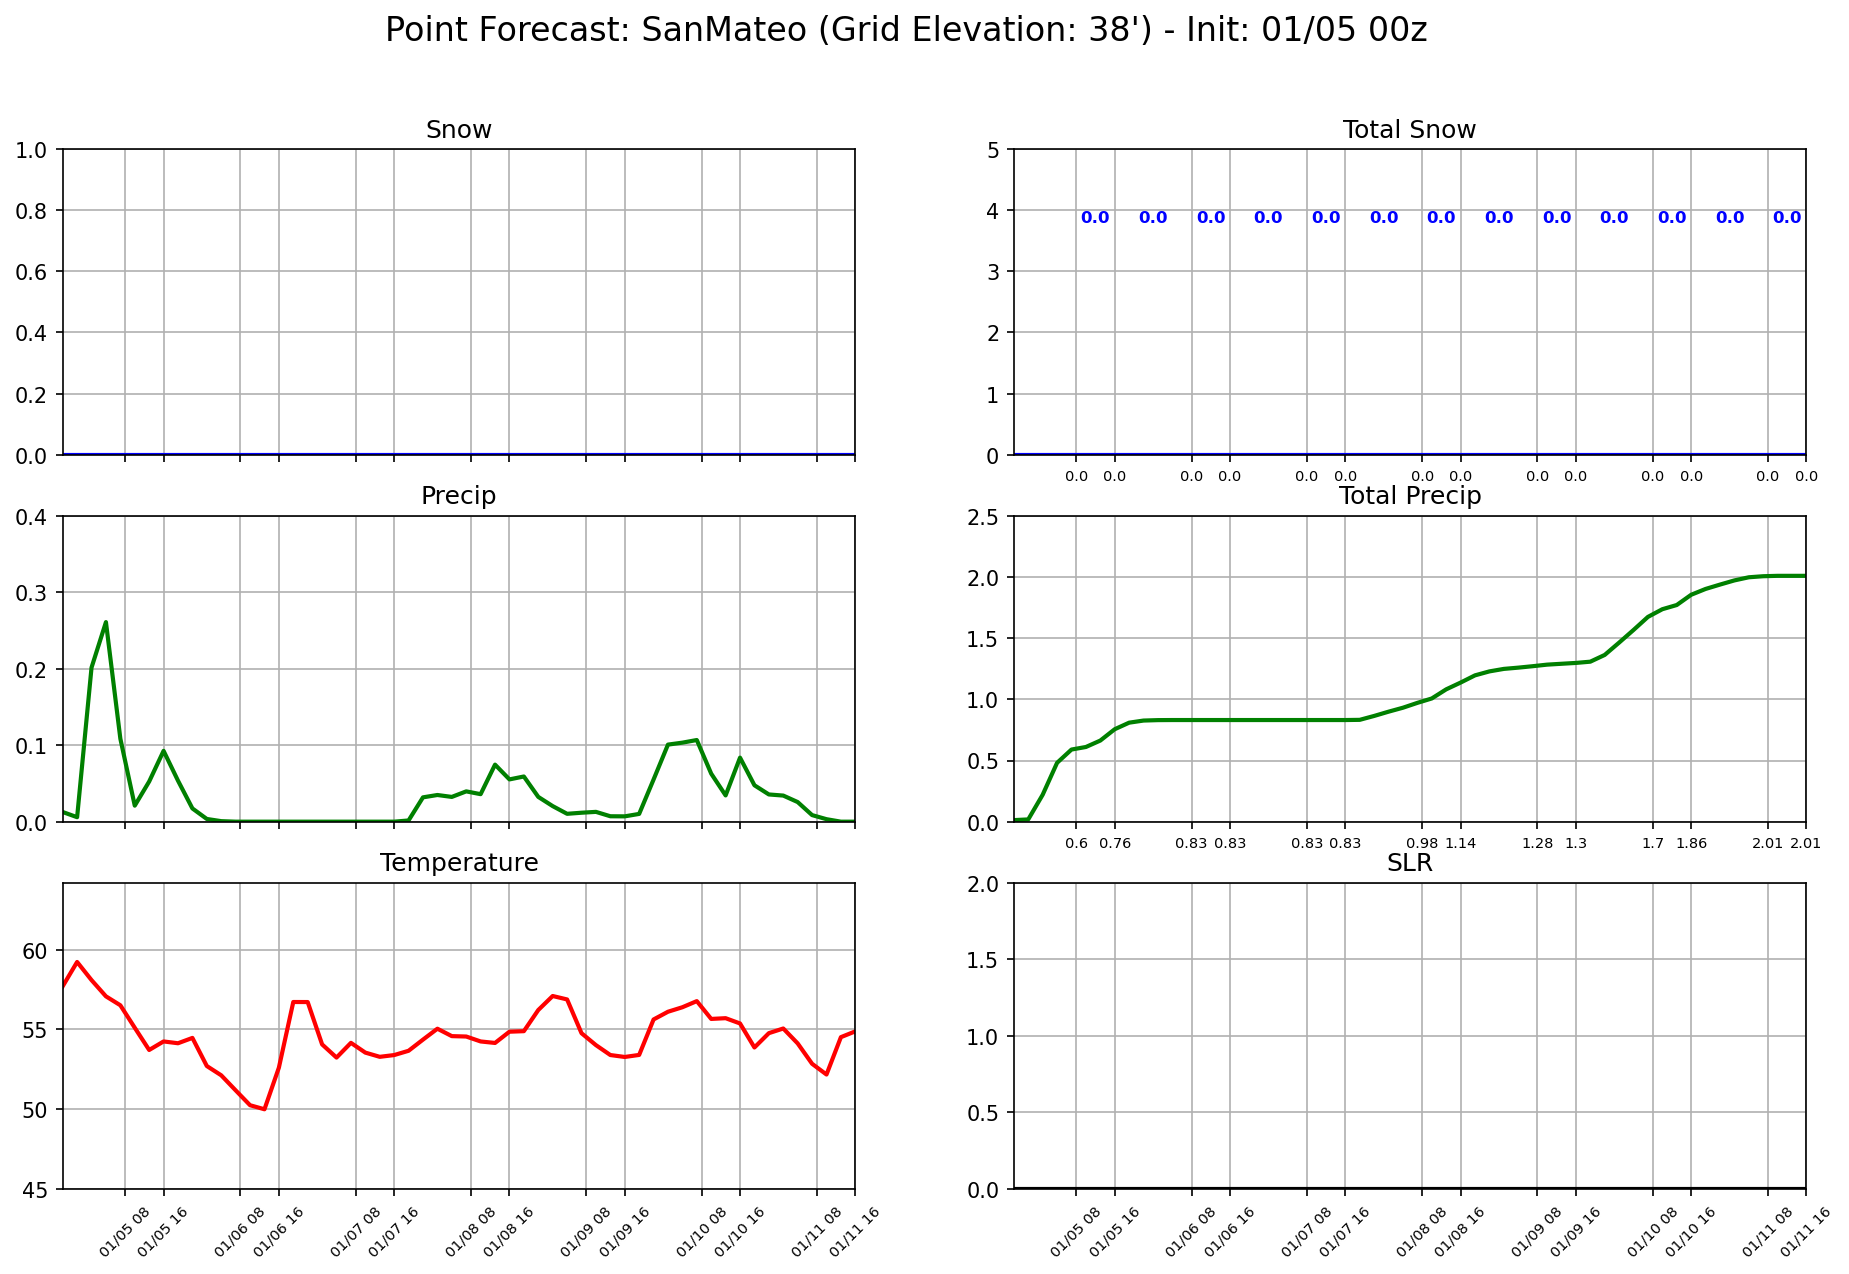 Point Forecast: SanMateo (Grid Elevation: 38') - Init: 01/05 00z
Snow
1.0
0.8
0.6
0.4
0.2
0.0
Total Snow
5
4
3
2
1
0
0.0 0.0 0.0 0.0 0.0 0.0 0.0 0.0 0.0 0.0 0.0 0.0 0.0
0.0 0.0 0.0 0.0 0.0 0.0 0.0 0.0 0.0 0.0 0.0 0.0 0.0 0.0
Precip
0.4
0.3
0.2
0.1
0.0
Total Precip
2.5
2.0
1.5
1.0
0.5
0.0
0.6 0.76 0.83 0.83 0.83 0.83 0.98 1.14 1.28 1.3 1.7 1.86 2.01 2.01
Temperature
60
55
50
45
01/05 08 01/05 16 01/06 08 01/06 16 01/07 08 01/07 16 01/08 08 01/08 16 01/09 08 01/09 16 01/10 08 01/10 16 01/11 08 01/11 16
SLR
2.0
1.5
1.0
0.5
0.0
01/05 08 01/05 16 01/06 08 01/06 16 01/07 08 01/07 16 01/08 08 01/08 16 01/09 08 01/09 16 01/10 08 01/10 16 01/11 08 01/11 16